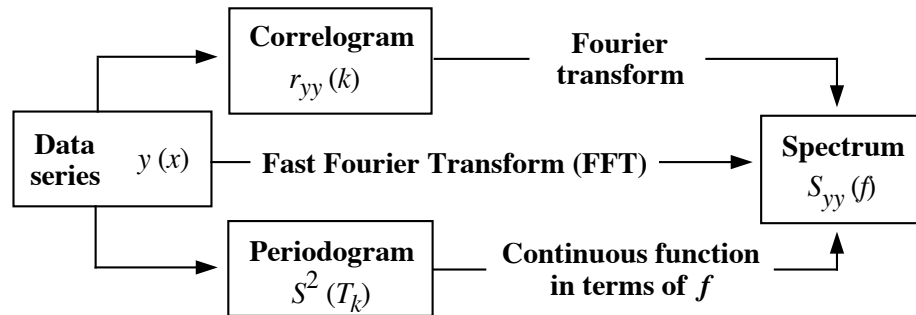 Correlogram
r_yy (k)
Fourier
transform
Data
series
y (x)
Fast Fourier Transform (FFT)
Spectrum
S_yy (f)
Periodogram
S² (T_k)
Continuous function
in terms of f